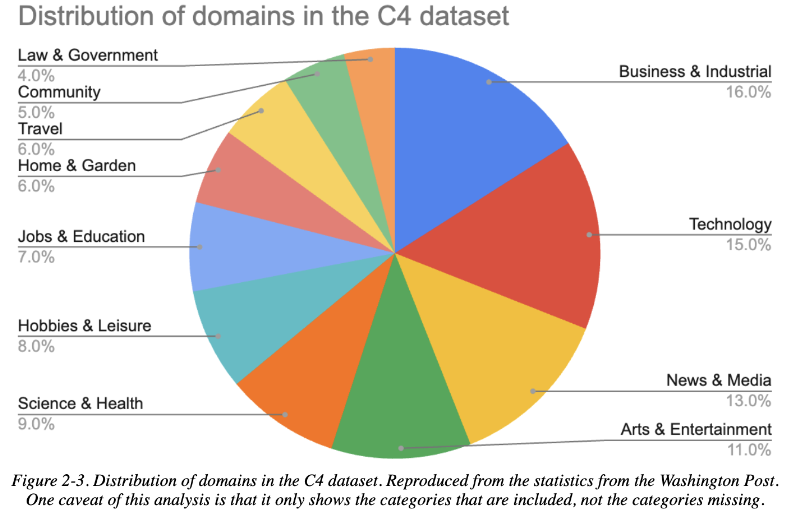 Distribution of domains in the C4 dataset
Law & Government
4.0%
Community
5.0%
Travel
6.0%
Home & Garden
6.0%
Jobs & Education
7.0%
Hobbies & Leisure
8.0%
Science & Health
9.0%
Business & Industrial
16.0%
Technology
15.0%
News & Media
13.0%
Arts & Entertainment
11.0%
Figure 2-3. Distribution of domains in the C4 dataset. Reproduced from the statistics from the Washington Post.
One caveat of this analysis is that it only shows the categories that are included, not the categories missing.